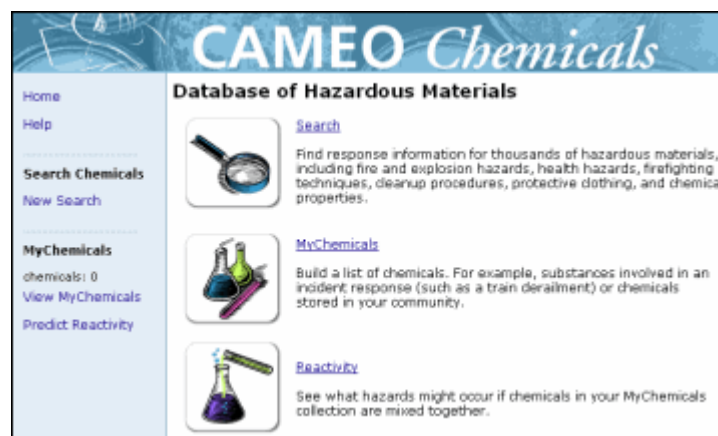 CAMEO Chemicals
Database of Hazardous Materials
Home
Help
Search Chemicals
New Search
MyChemicals
chemicals: 0
View MyChemicals
Predict Reactivity
Search
Find response information for thousands of hazardous materials,
including fire and explosion hazards, health hazards, firefighting
techniques, cleanup procedures, protective clothing, and chemica
properties.
MyChemicals
Build a list of chemicals. For example, substances involved in an
incident response (such as a train derailment) or chemicals
stored in your community.
Reactivity
See what hazards might occur if chemicals in your MyChemicals
collection are mixed together.